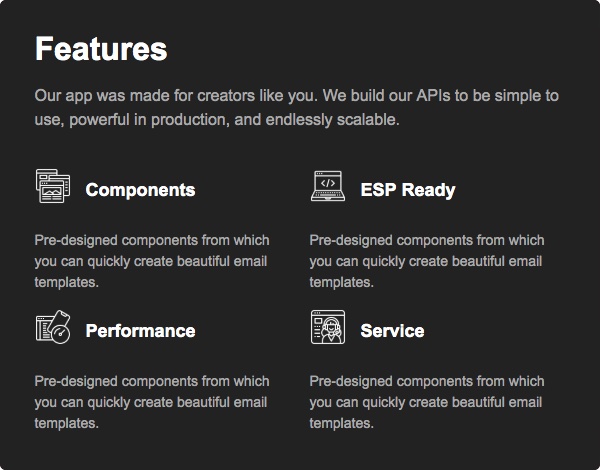 Features
Our app was made for creators like you. We build our APIs to be simple to
use, powerful in production, and endlessly scalable.
Components
Pre-designed components from which
you can quickly create beautiful email
templates.
ESP Ready
Pre-designed components from which
you can quickly create beautiful email
templates.
Performance
Pre-designed components from which
you can quickly create beautiful email
templates.
Service
Pre-designed components from which
you can quickly create beautiful email
templates.